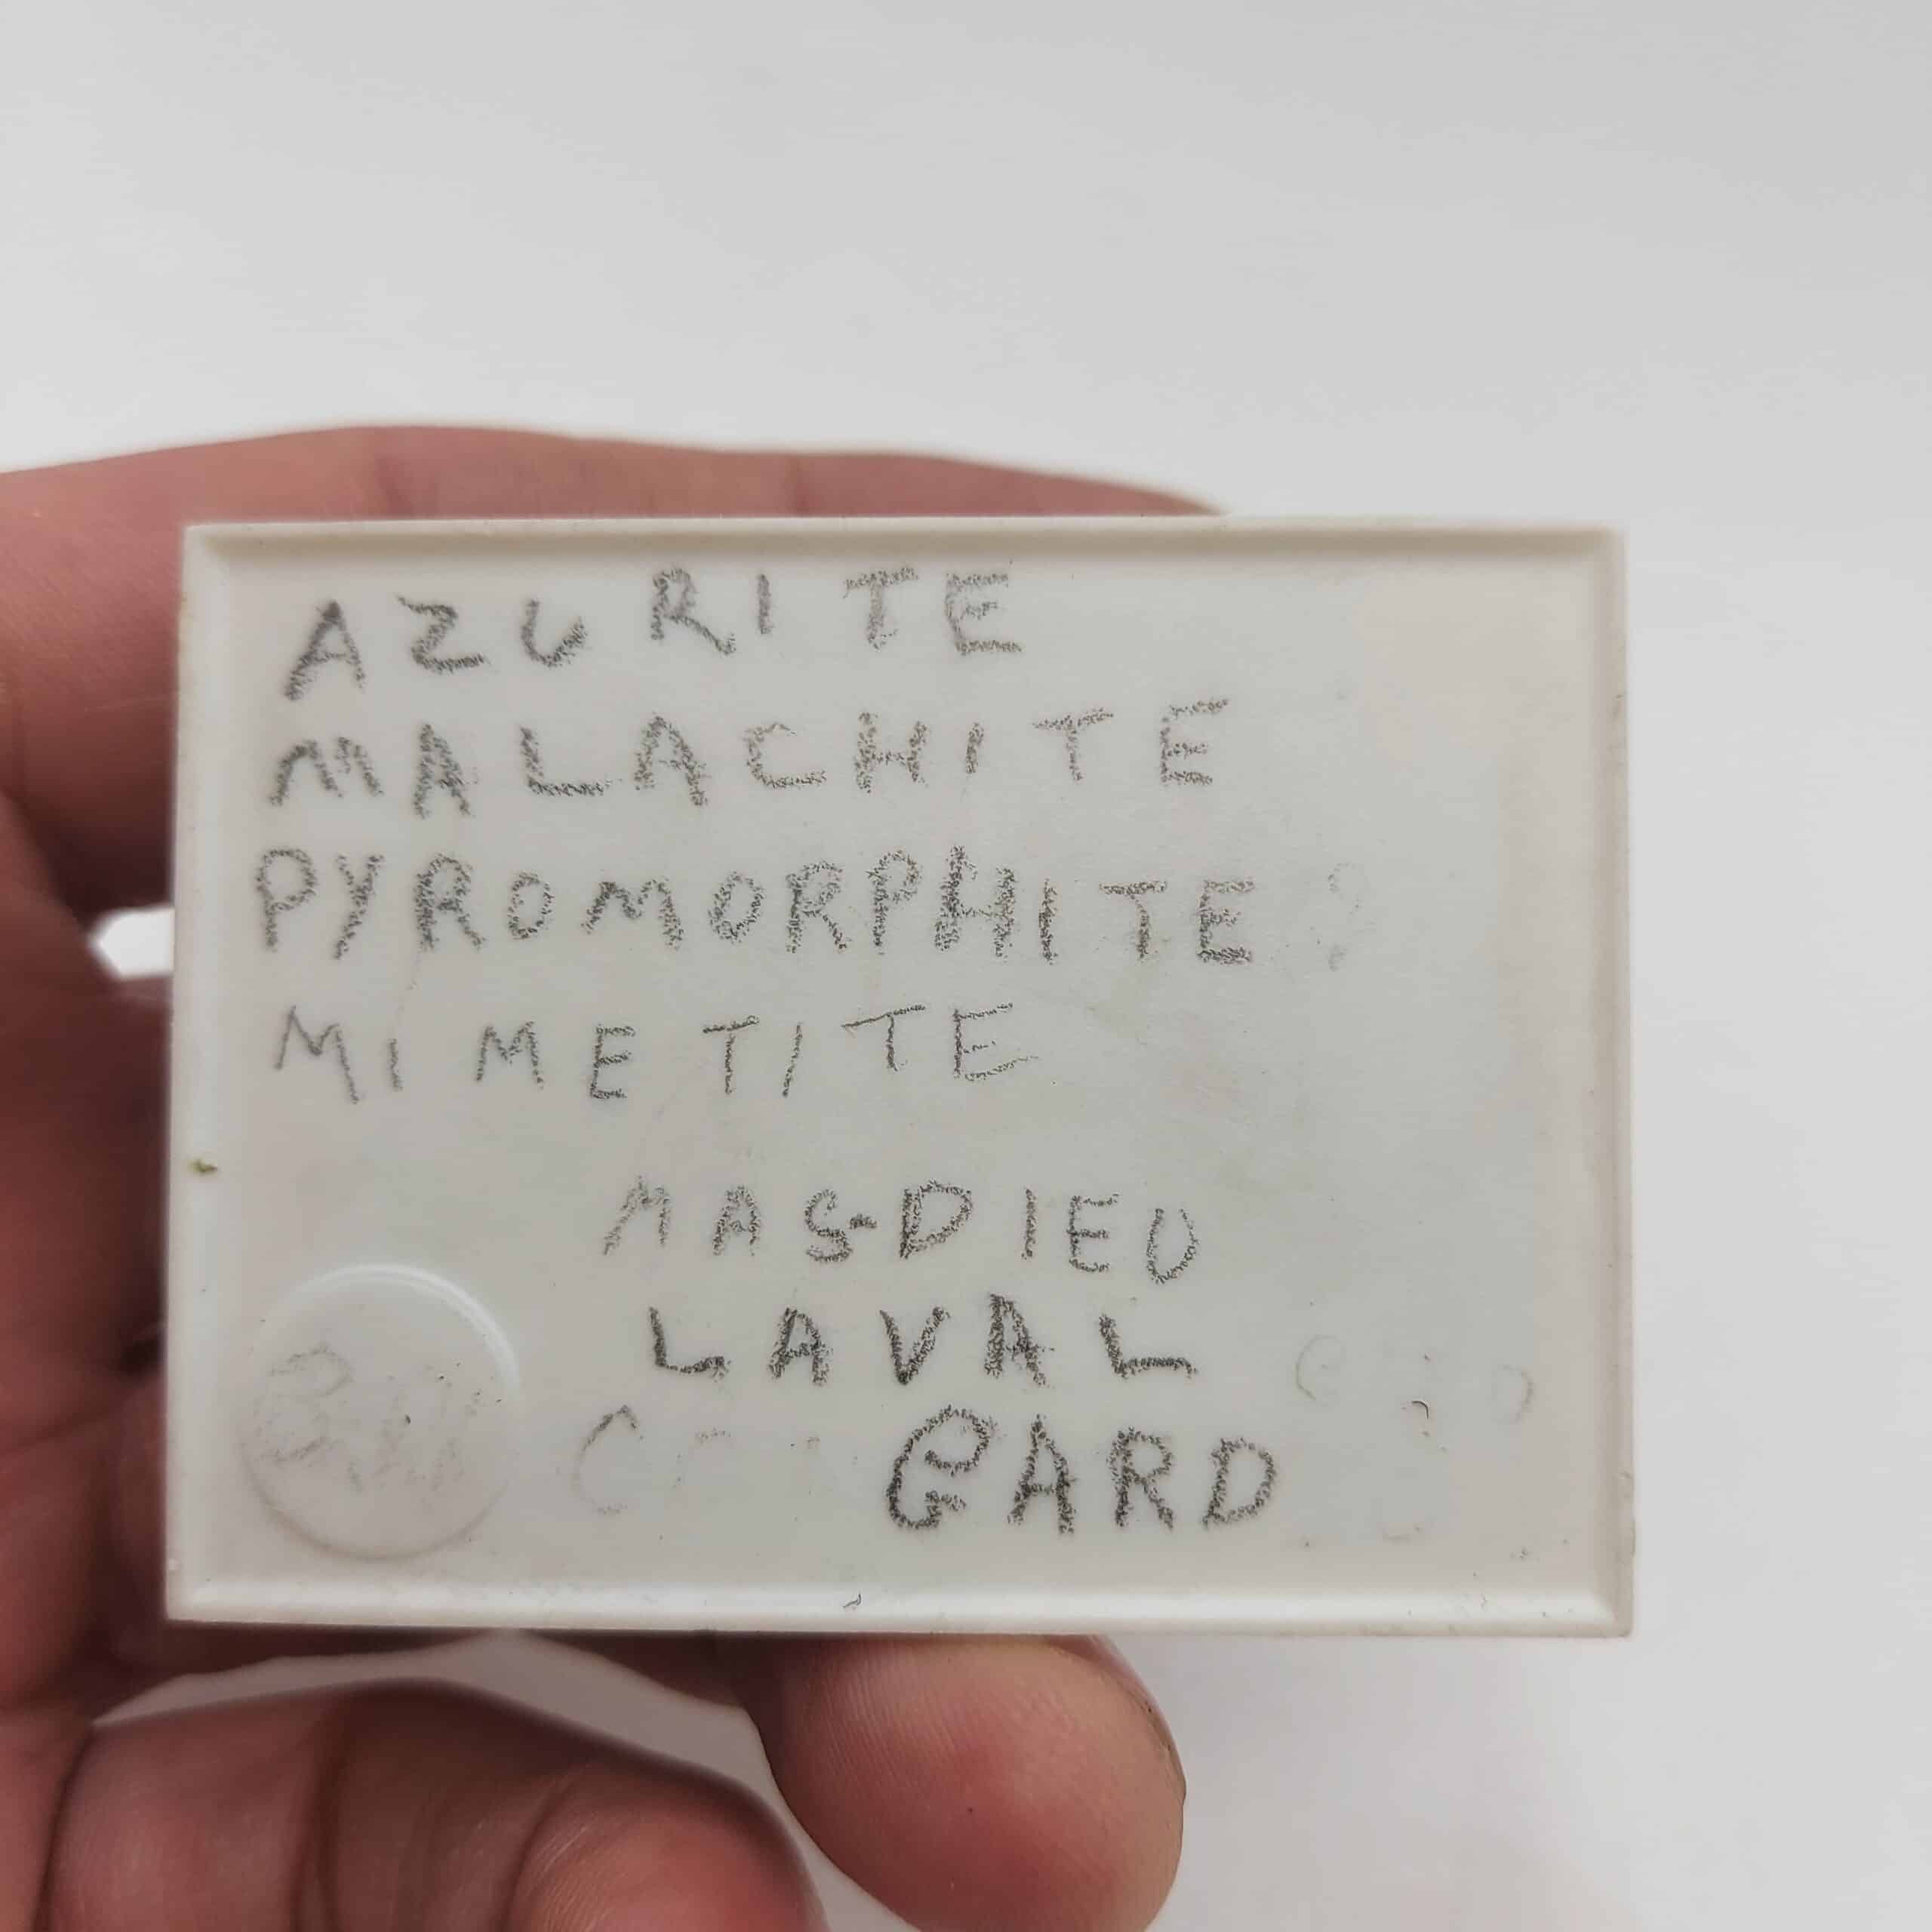 AZURITE
MALACHITE
PYROMORPHITE ?
MIMETITE
MAS-DIEU
LAVAL
GARD